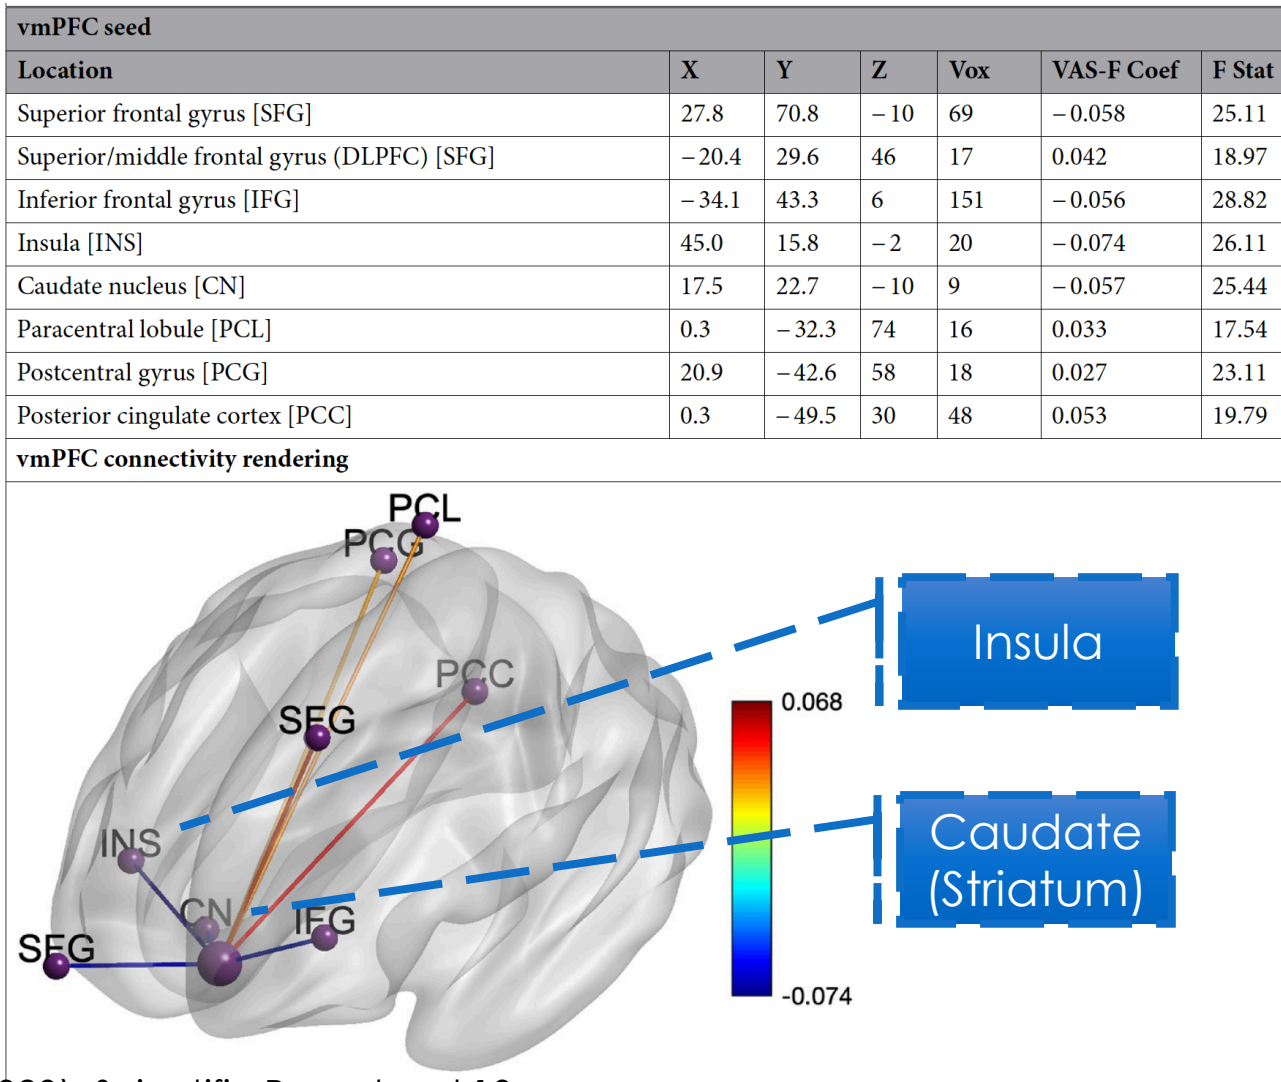 vmPFC seed
Location X Y Z Vox VAS-F Coef F Stat
Superior frontal gyrus [SFG] 27.8 70.8 −10 69 −0.058 25.11
Superior/middle frontal gyrus (DLPFC) [SFG] −20.4 29.6 46 17 0.042 18.97
Inferior frontal gyrus [IFG] −34.1 43.3 6 151 −0.056 28.82
Insula [INS] 45.0 15.8 −2 20 −0.074 26.11
Caudate nucleus [CN] 17.5 22.7 −10 9 −0.057 25.44
Paracentral lobule [PCL] 0.3 −32.3 74 16 0.033 17.54
Postcentral gyrus [PCG] 20.9 −42.6 58 18 0.027 23.11
Posterior cingulate cortex [PCC] 0.3 −49.5 30 48 0.053 19.79
vmPFC connectivity rendering
PCL
PCG
PCC
SFG
INS
CN
IFG
SFG
0.068
-0.074
Insula
Caudate
(Striatum)